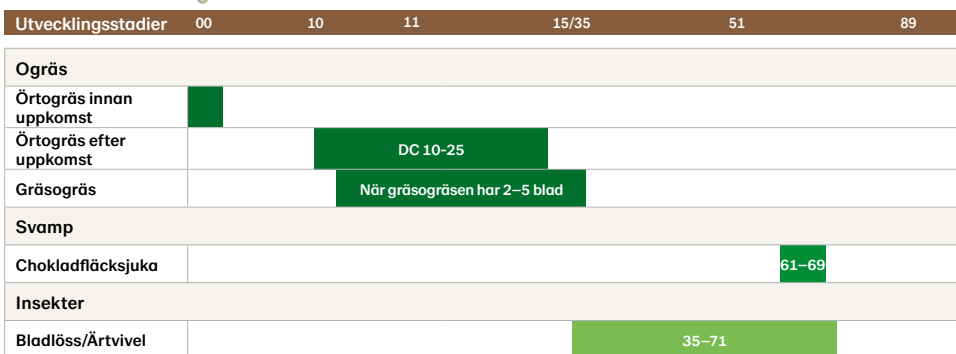 Utvecklingsstadier 00 10 11 15/35 51 89
Ogräs
Örtogräs innan
uppkomst
Örtogräs efter
uppkomst
DC 10-25
Gräsogräs
När gräsogräsen har 2–5 blad
Svamp
Chokladfläcksjuka
61–69
Insekter
Bladlöss/Ärtvivel
35–71